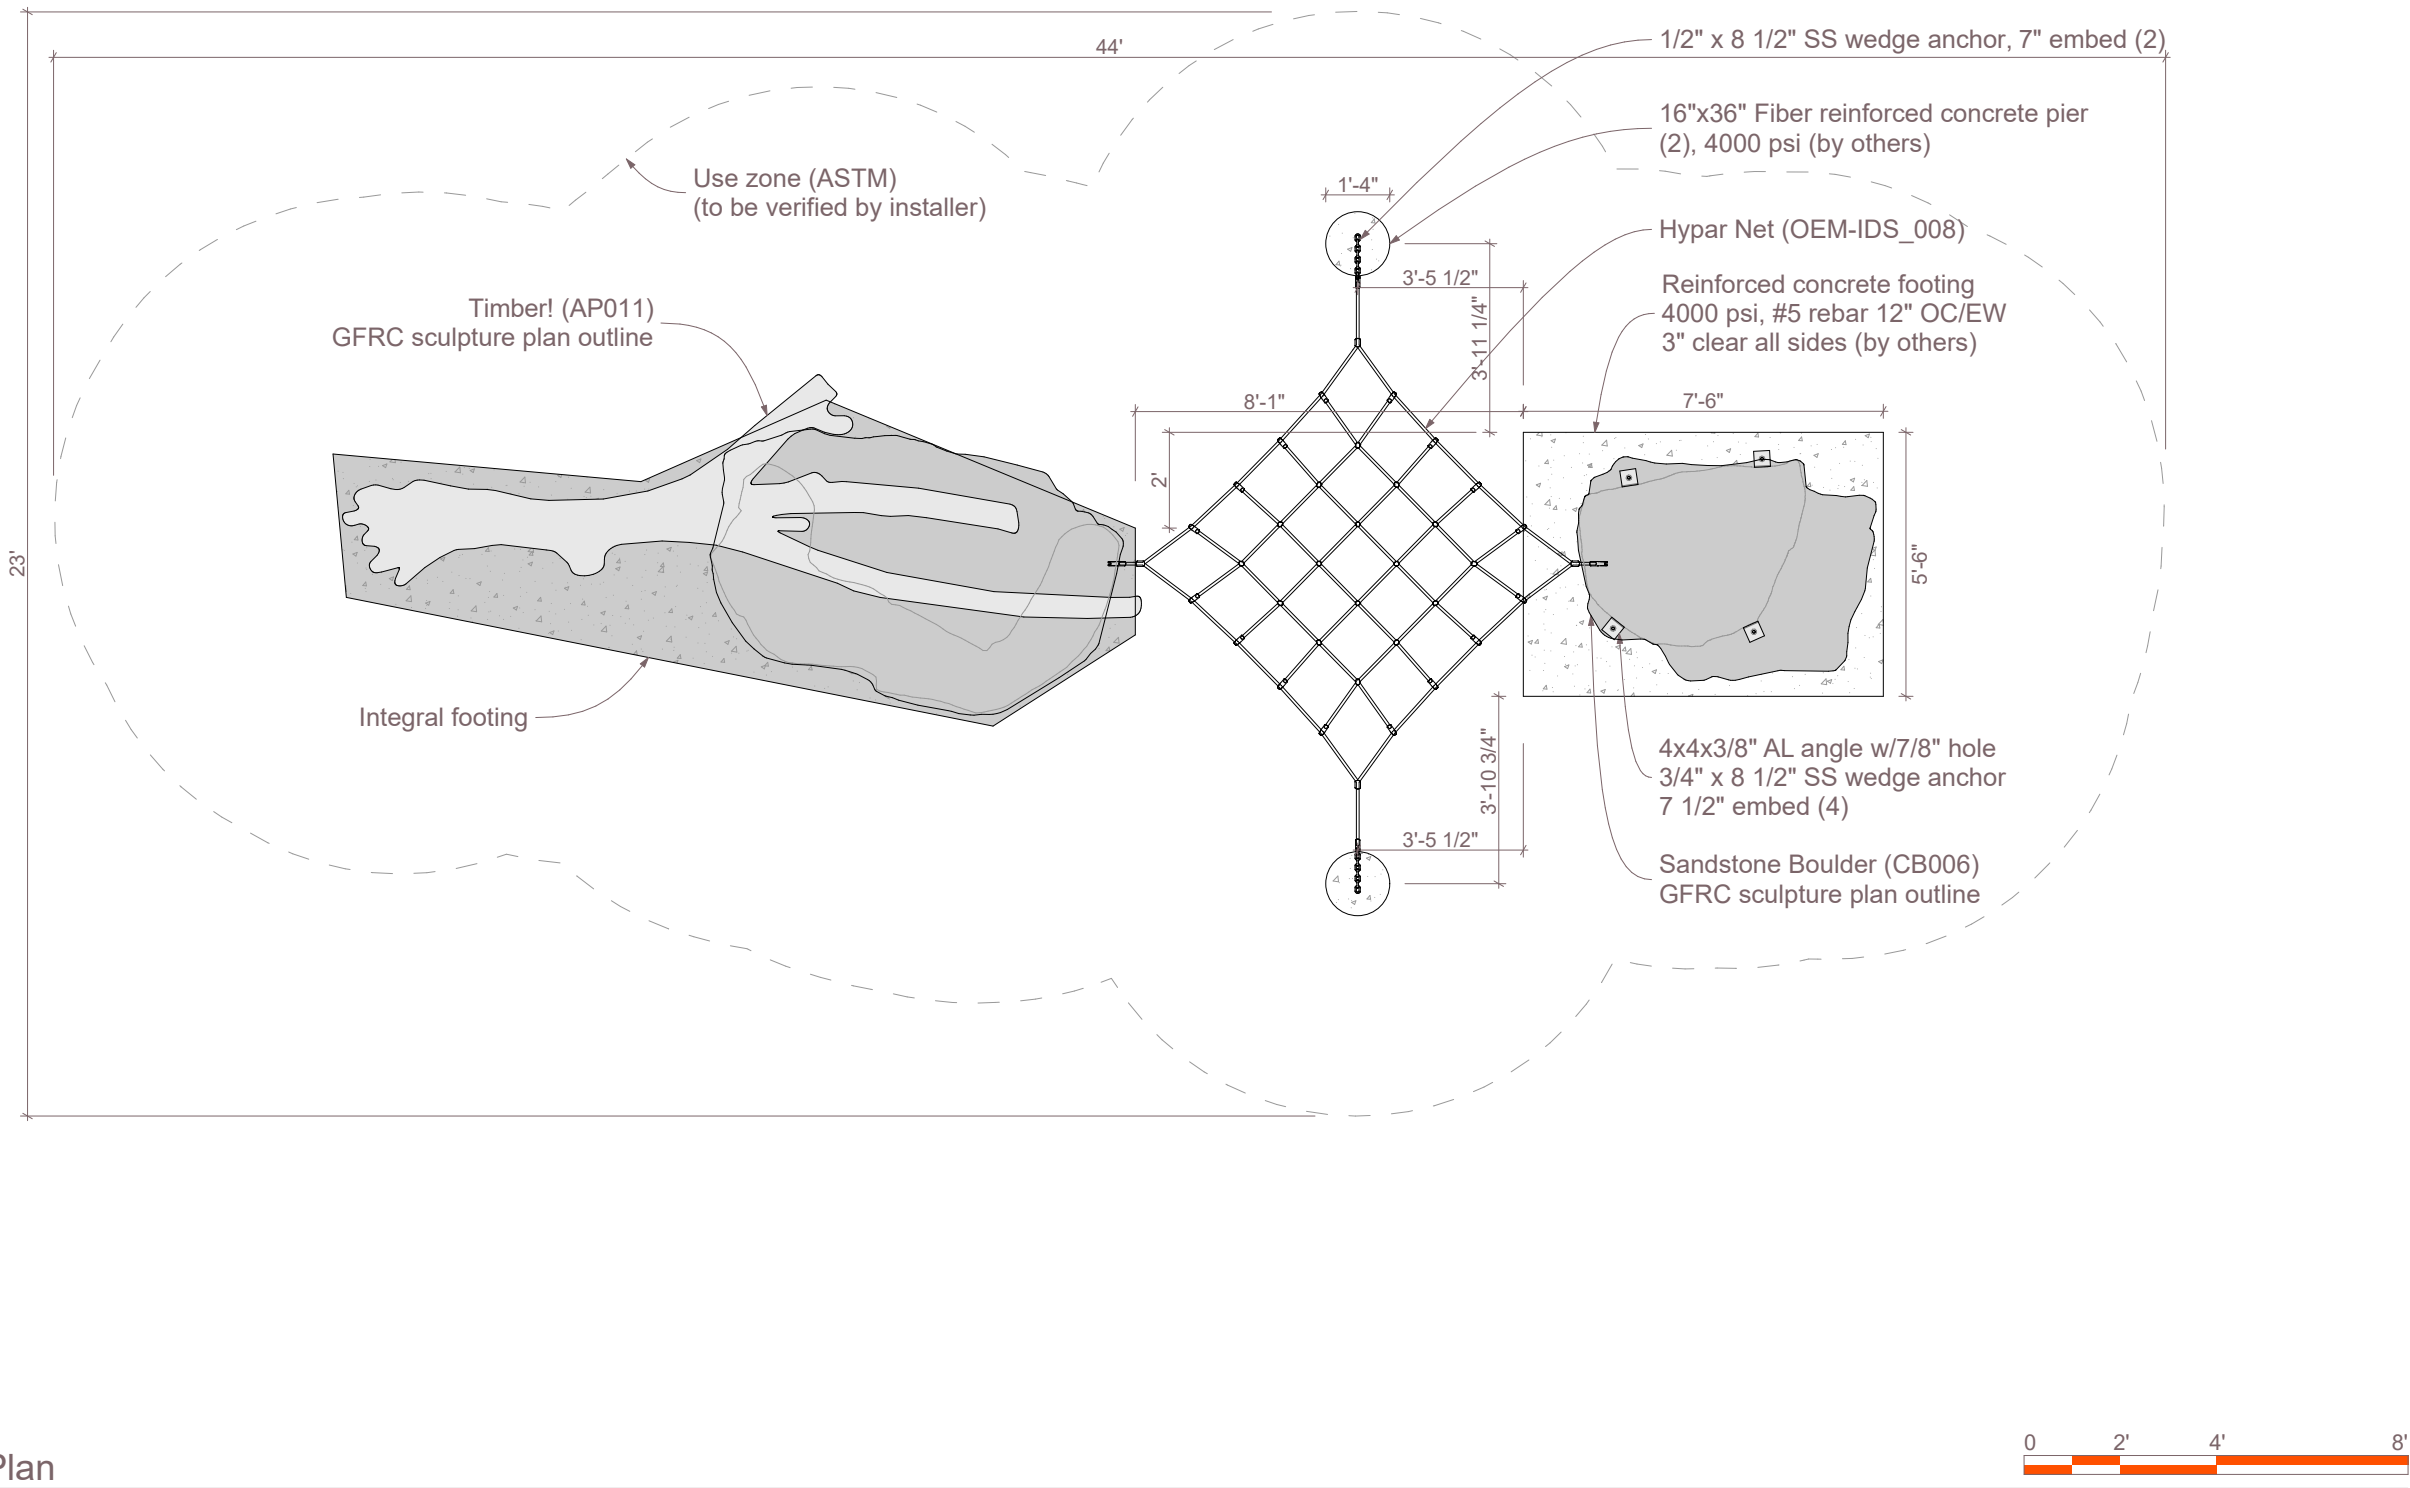 44'
1/2" x 8 1/2" SS wedge anchor, 7" embed (2)
16"x36" Fiber reinforced concrete pier
(2), 4000 psi (by others)
Use zone (ASTM)
(to be verified by installer)
1'-4"
Hypar Net (OEM-IDS_008)
3'-5 1/2"
Reinforced concrete footing
4000 psi, #5 rebar 12" OC/EW
3" clear all sides (by others)
Timber! (AP011)
GFRC sculpture plan outline
3'-11 1/4"
8'-1"
7'-6"
2'
23'
5'-6"
Integral footing
4x4x3/8" AL angle w/7/8" hole
3/4" x 8 1/2" SS wedge anchor
7 1/2" embed (4)
3'-10 3/4"
3'-5 1/2"
Sandstone Boulder (CB006)
GFRC sculpture plan outline
0 2' 4' 8'
Plan